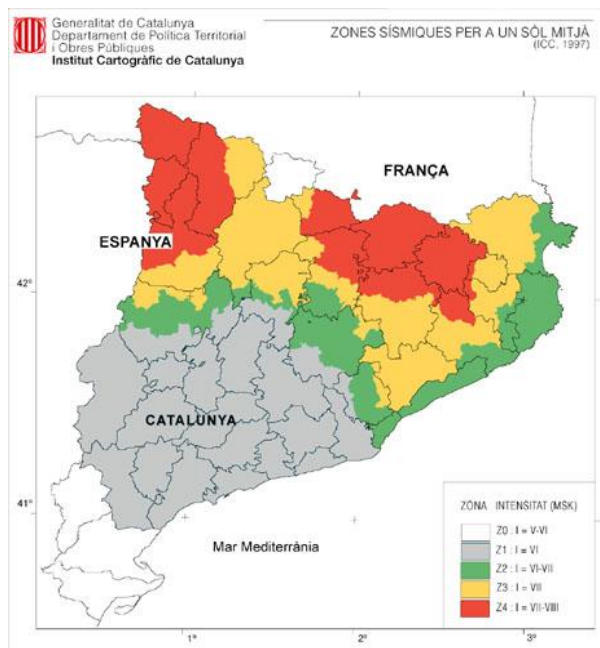 Generalitat de Catalunya
Departament de Política Territorial
i Obres Públiques
Institut Cartogràfic de Catalunya
ZONES SÍSMIQUES PER A UN SÒL MITJÀ
(ICC, 1997)
FRANÇA
ESPANYA
42°
CATALUNYA
41°
Mar Mediterrània
ZONA INTENSITAT (MSK)
Z0 : I = V-VI
Z1 : I = VI
Z2 : I = VI-VII
Z3 : I = VII
Z4 : I = VII-VIII
1° 2° 3°